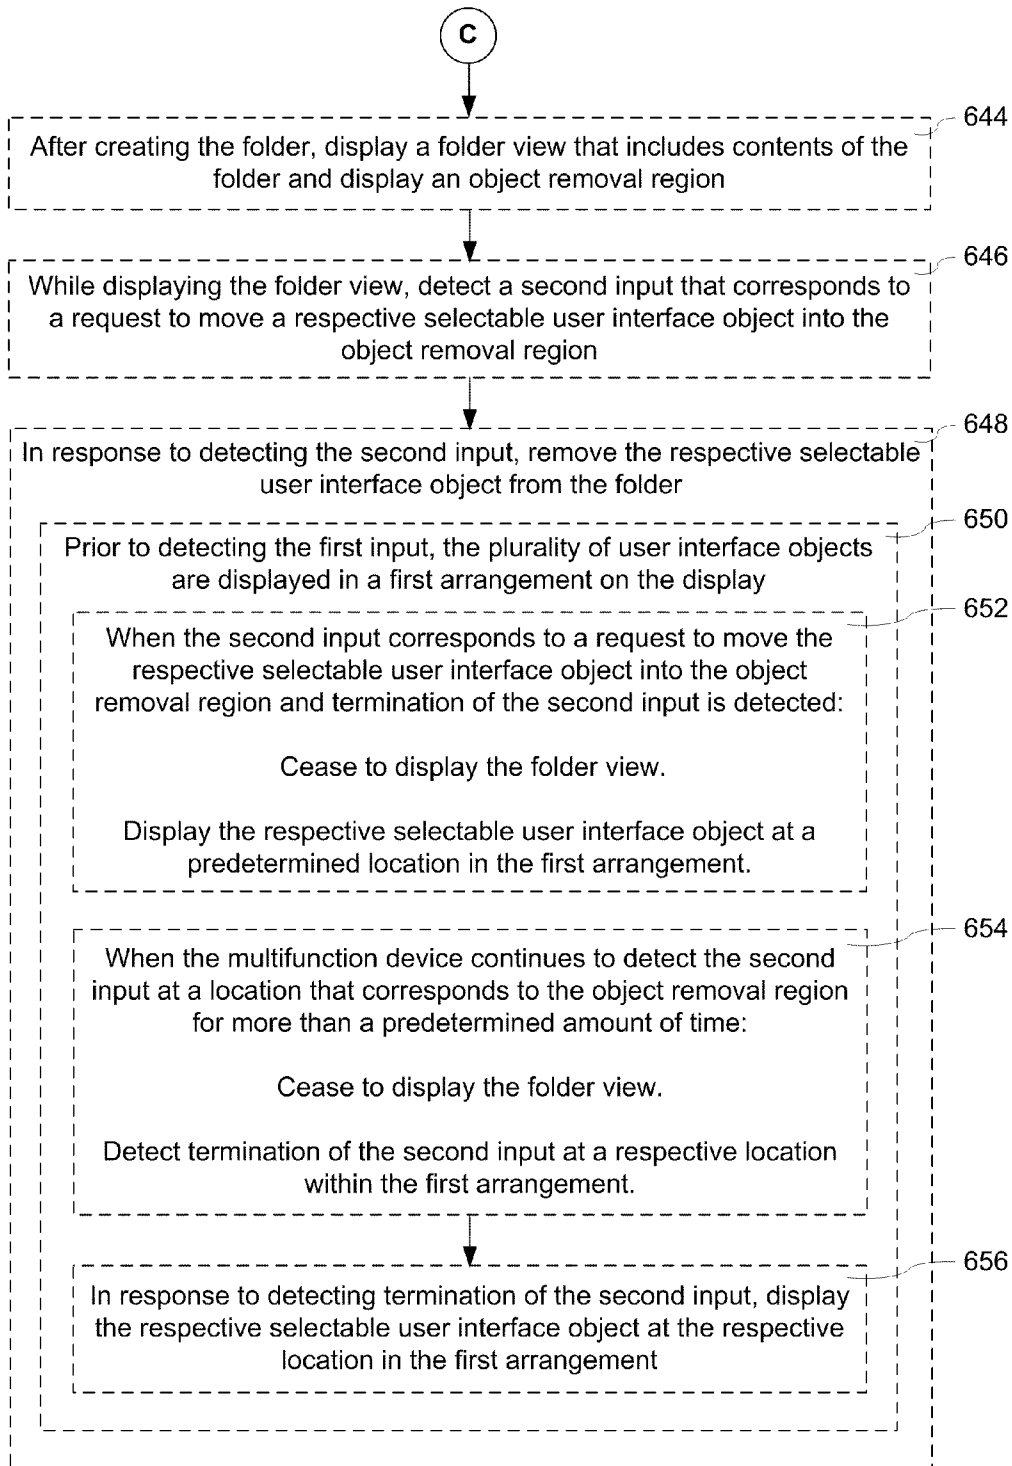 C
644
After creating the folder, display a folder view that includes contents of the
folder and display an object removal region
646
While displaying the folder view, detect a second input that corresponds to
a request to move a respective selectable user interface object into the
object removal region
648
In response to detecting the second input, remove the respective selectable
user interface object from the folder
650
Prior to detecting the first input, the plurality of user interface objects
are displayed in a first arrangement on the display
652
When the second input corresponds to a request to move the
respective selectable user interface object into the object
removal region and termination of the second input is detected:
Cease to display the folder view.
Display the respective selectable user interface object at a
predetermined location in the first arrangement.
654
When the multifunction device continues to detect the second
input at a location that corresponds to the object removal region
for more than a predetermined amount of time:
Cease to display the folder view.
Detect termination of the second input at a respective location
within the first arrangement.
656
In response to detecting termination of the second input, display
the respective selectable user interface object at the respective
location in the first arrangement